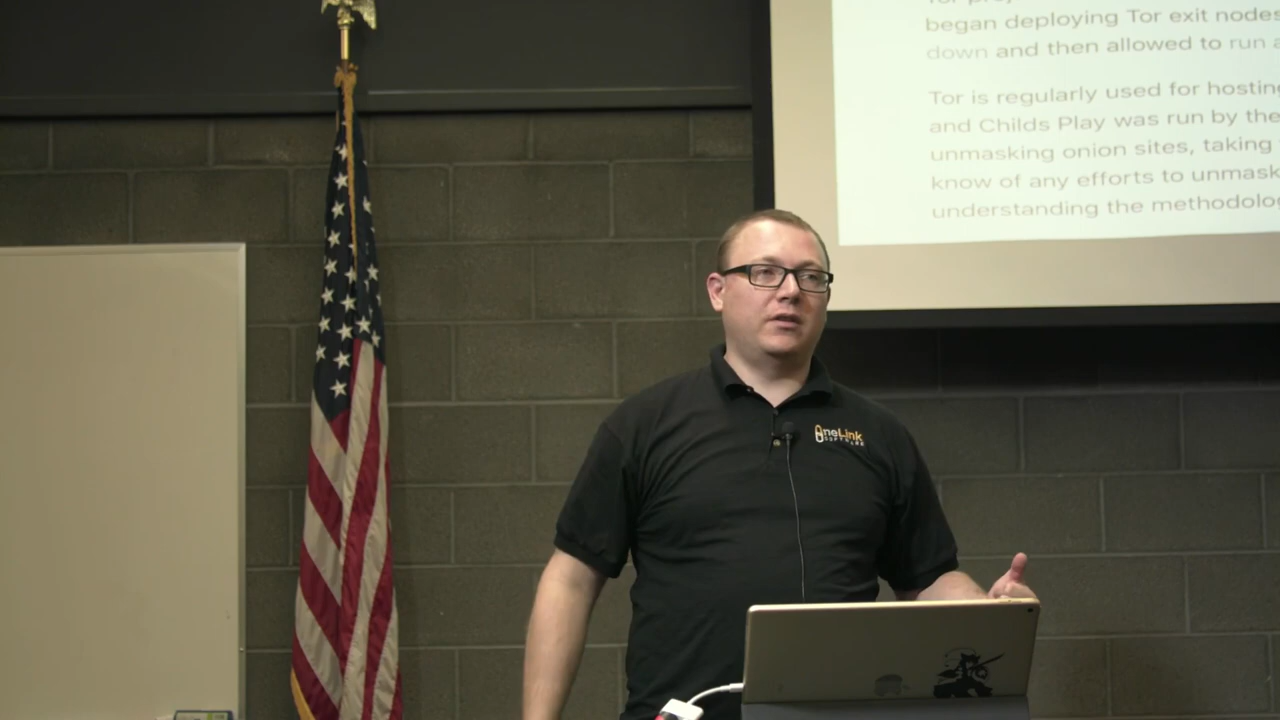 began deploying Tor exit nodes
down and then allowed to run a
Tor is regularly used for hosting
and Childs Play was run by the
unmasking onion sites, taking
know of any efforts to unmask
understanding the methodolog
OneLink
SOFTWARE